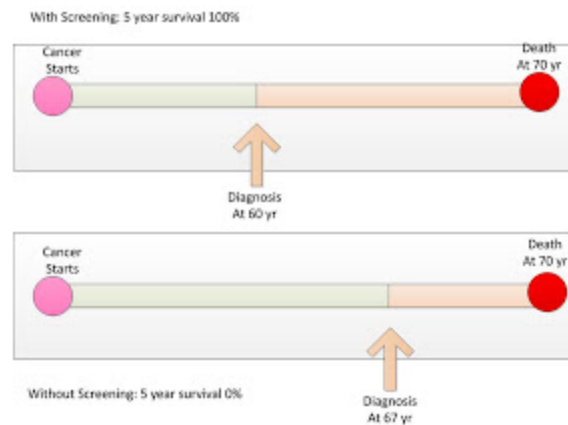 With Screening: 5 year survival 100%
Cancer
Starts
Death
At 70 yr
Diagnosis
At 60 yr
Cancer
Starts
Death
At 70 yr
Without Screening: 5 year survival 0%
Diagnosis
At 67 yr